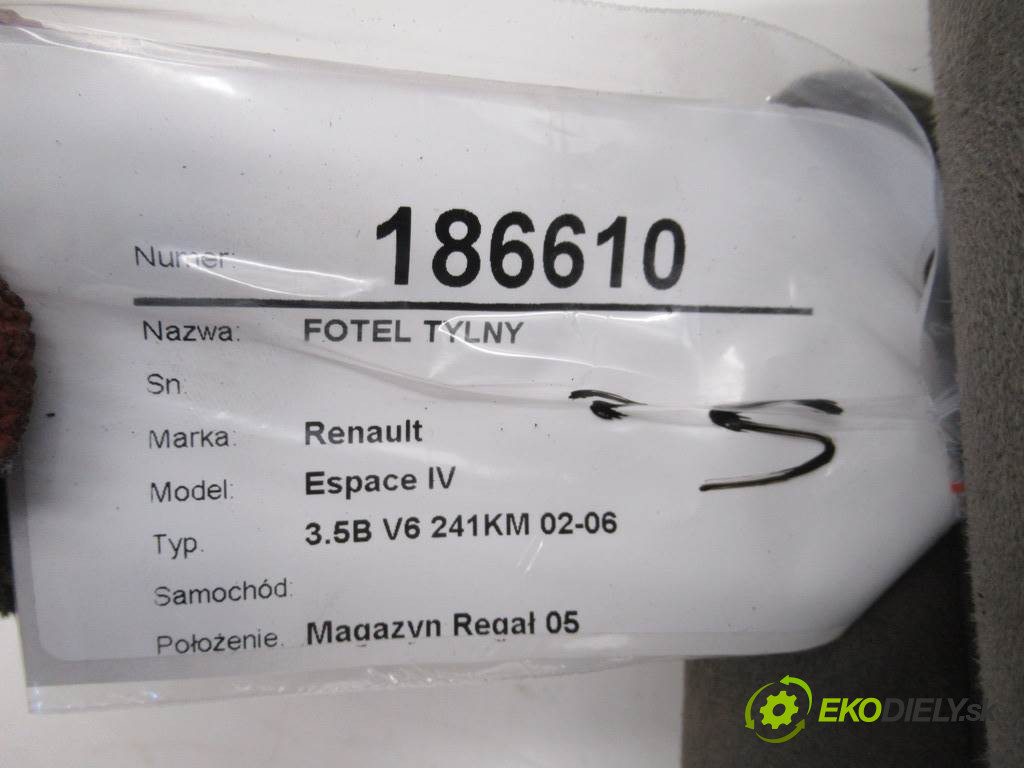 Numer: 186610
Nazwa: FOTEL TYLNY
Sn.
Marka: Renault
Model: Espace IV
Typ. 3.5B V6 241KM 02-06
Samochód:
Położenie. Magazyn Regał 05
EKODIELY.sk